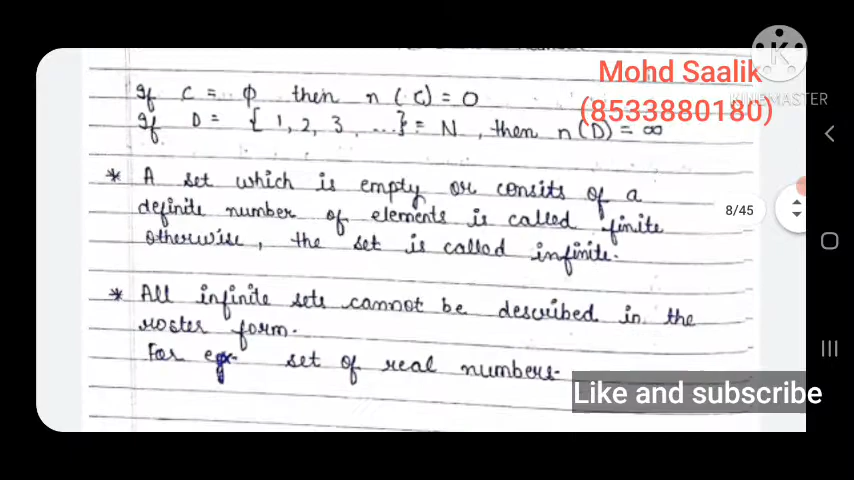 Mohd Saalik
(8533880180)
KINEMASTER
If C = ϕ then n (C) = 0
If D = { 1, 2, 3, ...} = N, then n (D) = ∞
* A set which is empty or consits of a
definite number of elements is called finite
otherwise, the set is called infinite.
8/45
* All infinite sets cannot be described in the
roster form.
For eg:- set of real numbers-
Like and subscribe